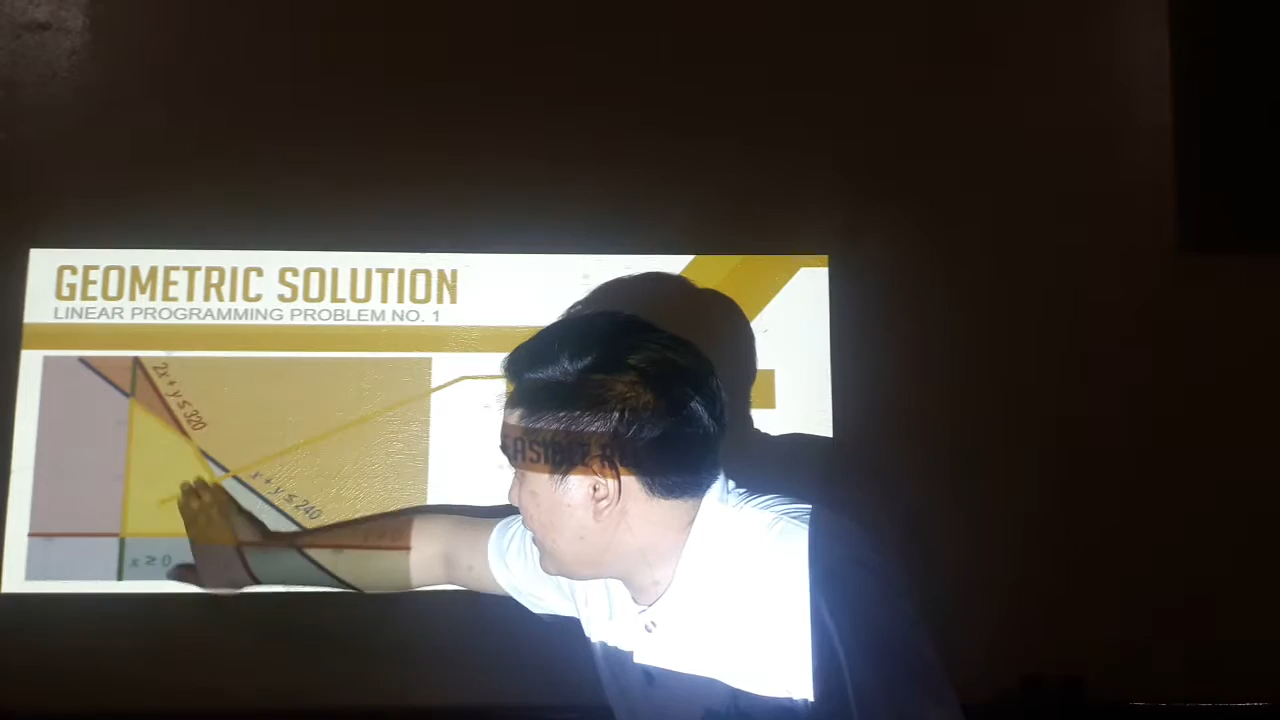 GEOMETRIC SOLUTION
LINEAR PROGRAMMING PROBLEM NO. 1
2x + y ≤ 320
x + y ≤ 240
x ≥ 0